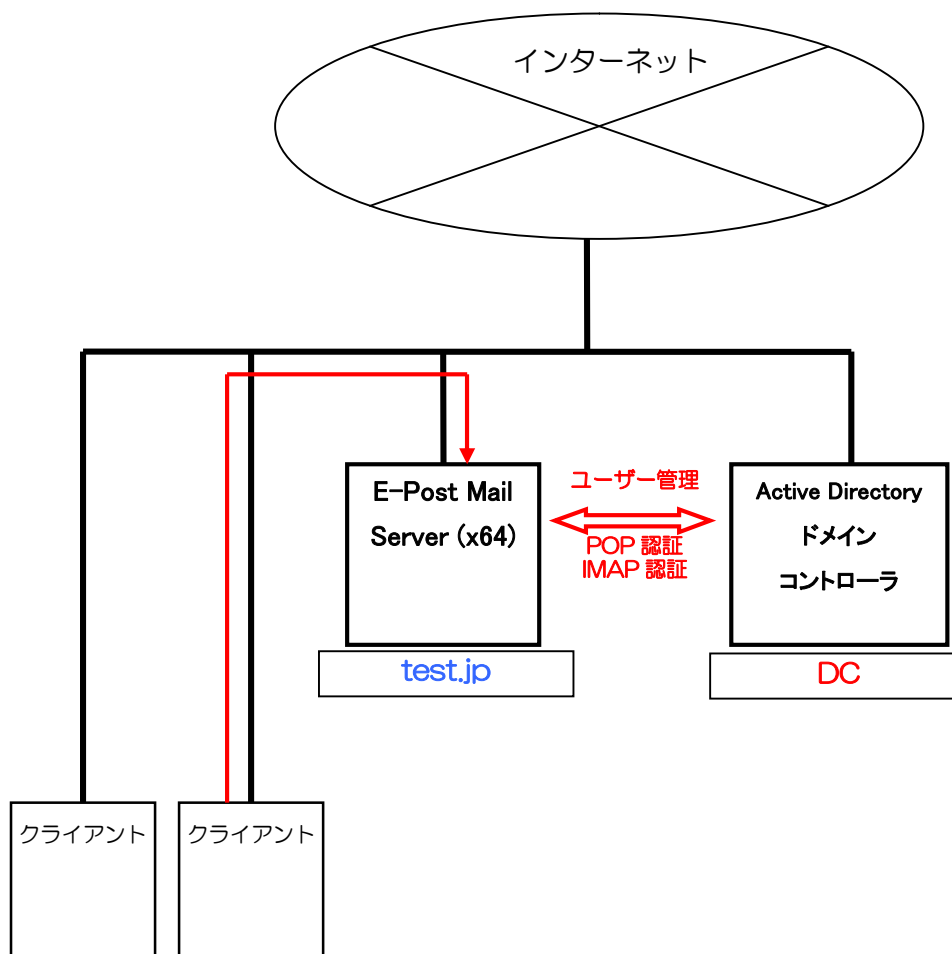 インターネット
E-Post Mail
Server (x64)
ユーザー管理
POP 認証
IMAP 認証
Active Directory
ドメイン
コントローラ
test.jp
DC
クライアント
クライアント